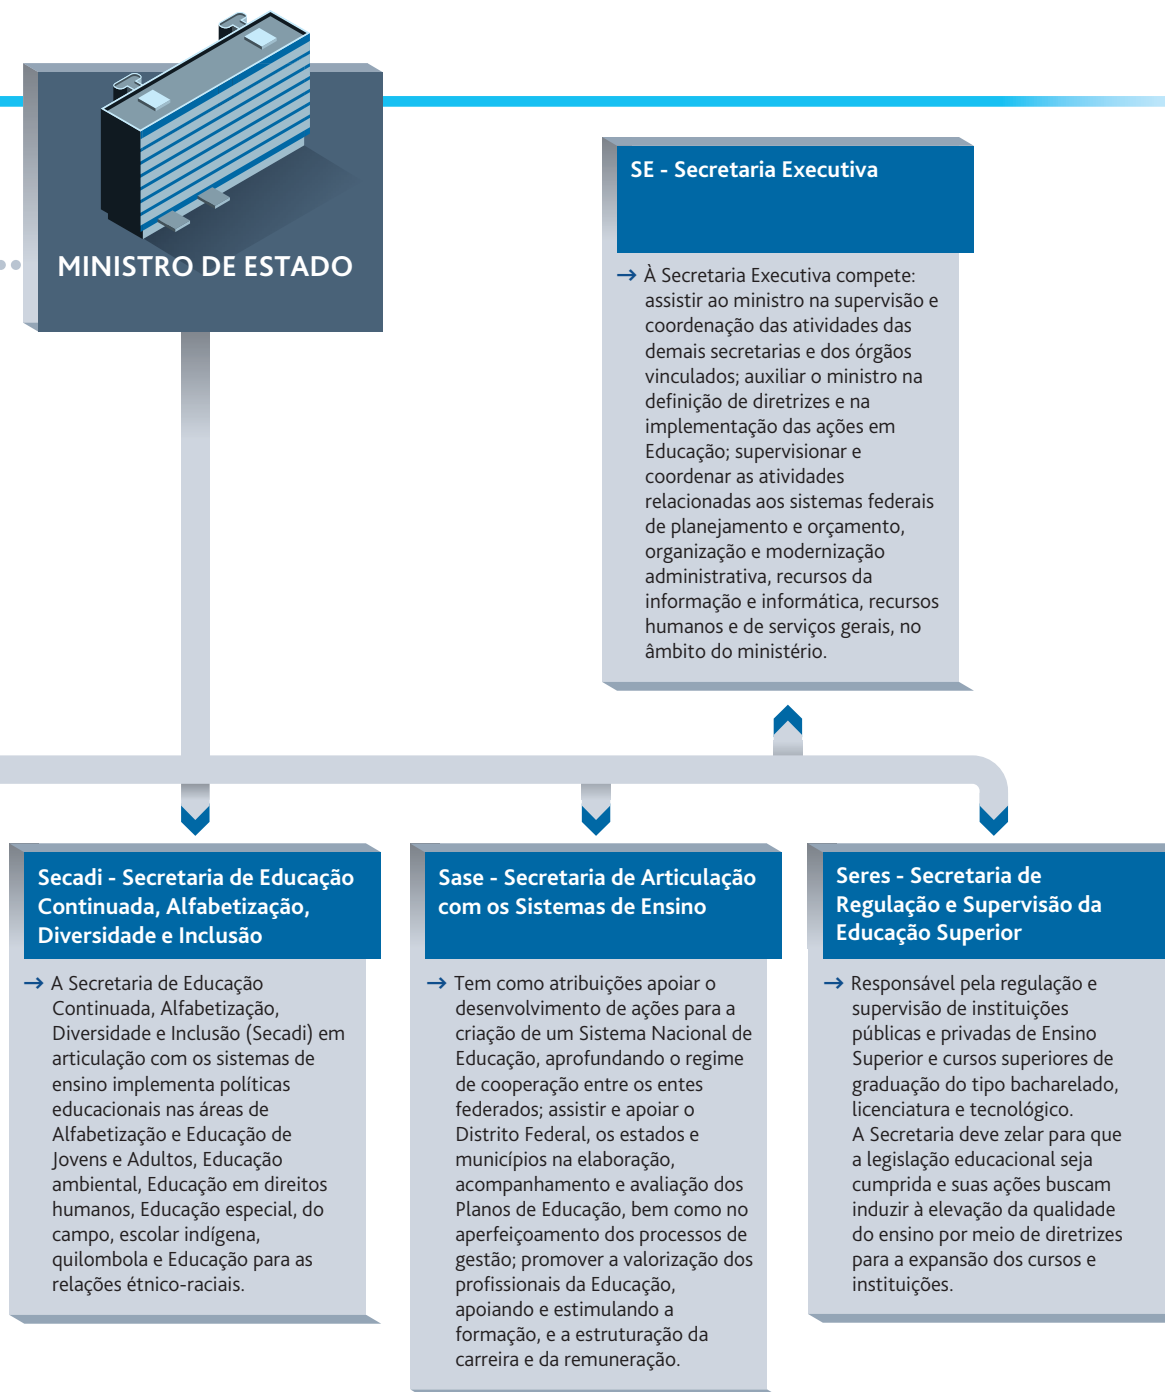 MINISTRO DE ESTADO
SE - Secretaria Executiva
→ À Secretaria Executiva compete:
assistir ao ministro na supervisão e
coordenação das atividades das
demais secretarias e dos órgãos
vinculados; auxiliar o ministro na
definição de diretrizes e na
implementação das ações em
Educação; supervisionar e
coordenar as atividades
relacionadas aos sistemas federais
de planejamento e orçamento,
organização e modernização
administrativa, recursos da
informação e informática, recursos
humanos e de serviços gerais, no
âmbito do ministério.
Secadi - Secretaria de Educação
Continuada, Alfabetização,
Diversidade e Inclusão
→ A Secretaria de Educação
Continuada, Alfabetização,
Diversidade e Inclusão (Secadi) em
articulação com os sistemas de
ensino implementa políticas
educacionais nas áreas de
Alfabetização e Educação de
Jovens e Adultos, Educação
ambiental, Educação em direitos
humanos, Educação especial, do
campo, escolar indígena,
quilombola e Educação para as
relações étnico-raciais.
Sase - Secretaria de Articulação
com os Sistemas de Ensino
→ Tem como atribuições apoiar o
desenvolvimento de ações para a
criação de um Sistema Nacional de
Educação, aprofundando o regime
de cooperação entre os entes
federados; assistir e apoiar o
Distrito Federal, os estados e
municípios na elaboração,
acompanhamento e avaliação dos
Planos de Educação, bem como no
aperfeiçoamento dos processos de
gestão; promover a valorização dos
profissionais da Educação,
apoiando e estimulando a
formação, e a estruturação da
carreira e da remuneração.
Seres - Secretaria de
Regulação e Supervisão da
Educação Superior
→ Responsável pela regulação e
supervisão de instituições
públicas e privadas de Ensino
Superior e cursos superiores de
graduação do tipo bacharelado,
licenciatura e tecnológico.
A Secretaria deve zelar para que
a legislação educacional seja
cumprida e suas ações buscam
induzir à elevação da qualidade
do ensino por meio de diretrizes
para a expansão dos cursos e
instituições.